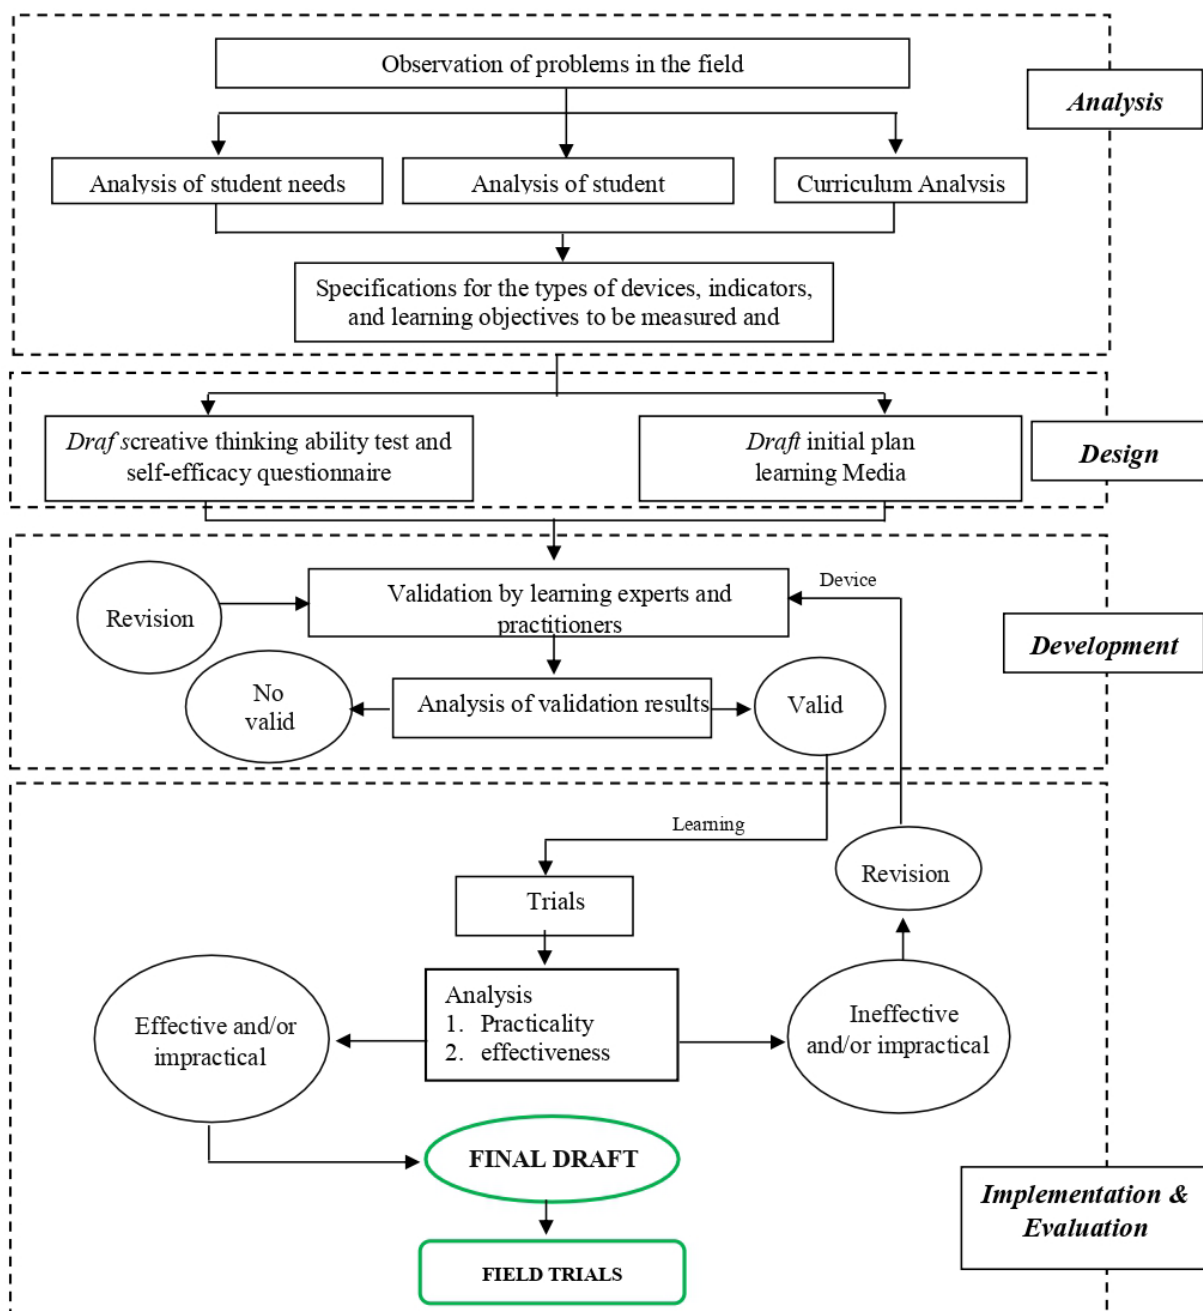 Observation of problems in the field
Analysis
Analysis of student needs
Analysis of student
Curriculum Analysis
Specifications for the types of devices, indicators,
and learning objectives to be measured and
Draf screative thinking ability test and
self-efficacy questionnaire
Draft initial plan
learning Media
Design
Device
Validation by learning experts and
practitioners
Revision
Development
No
valid
Analysis of validation results
Valid
Learning
Revision
Trials
Analysis
1. Practicality
2. effectiveness
Effective and/or
impractical
Ineffective
and/or impractical
FINAL DRAFT
Implementation &
Evaluation
FIELD TRIALS